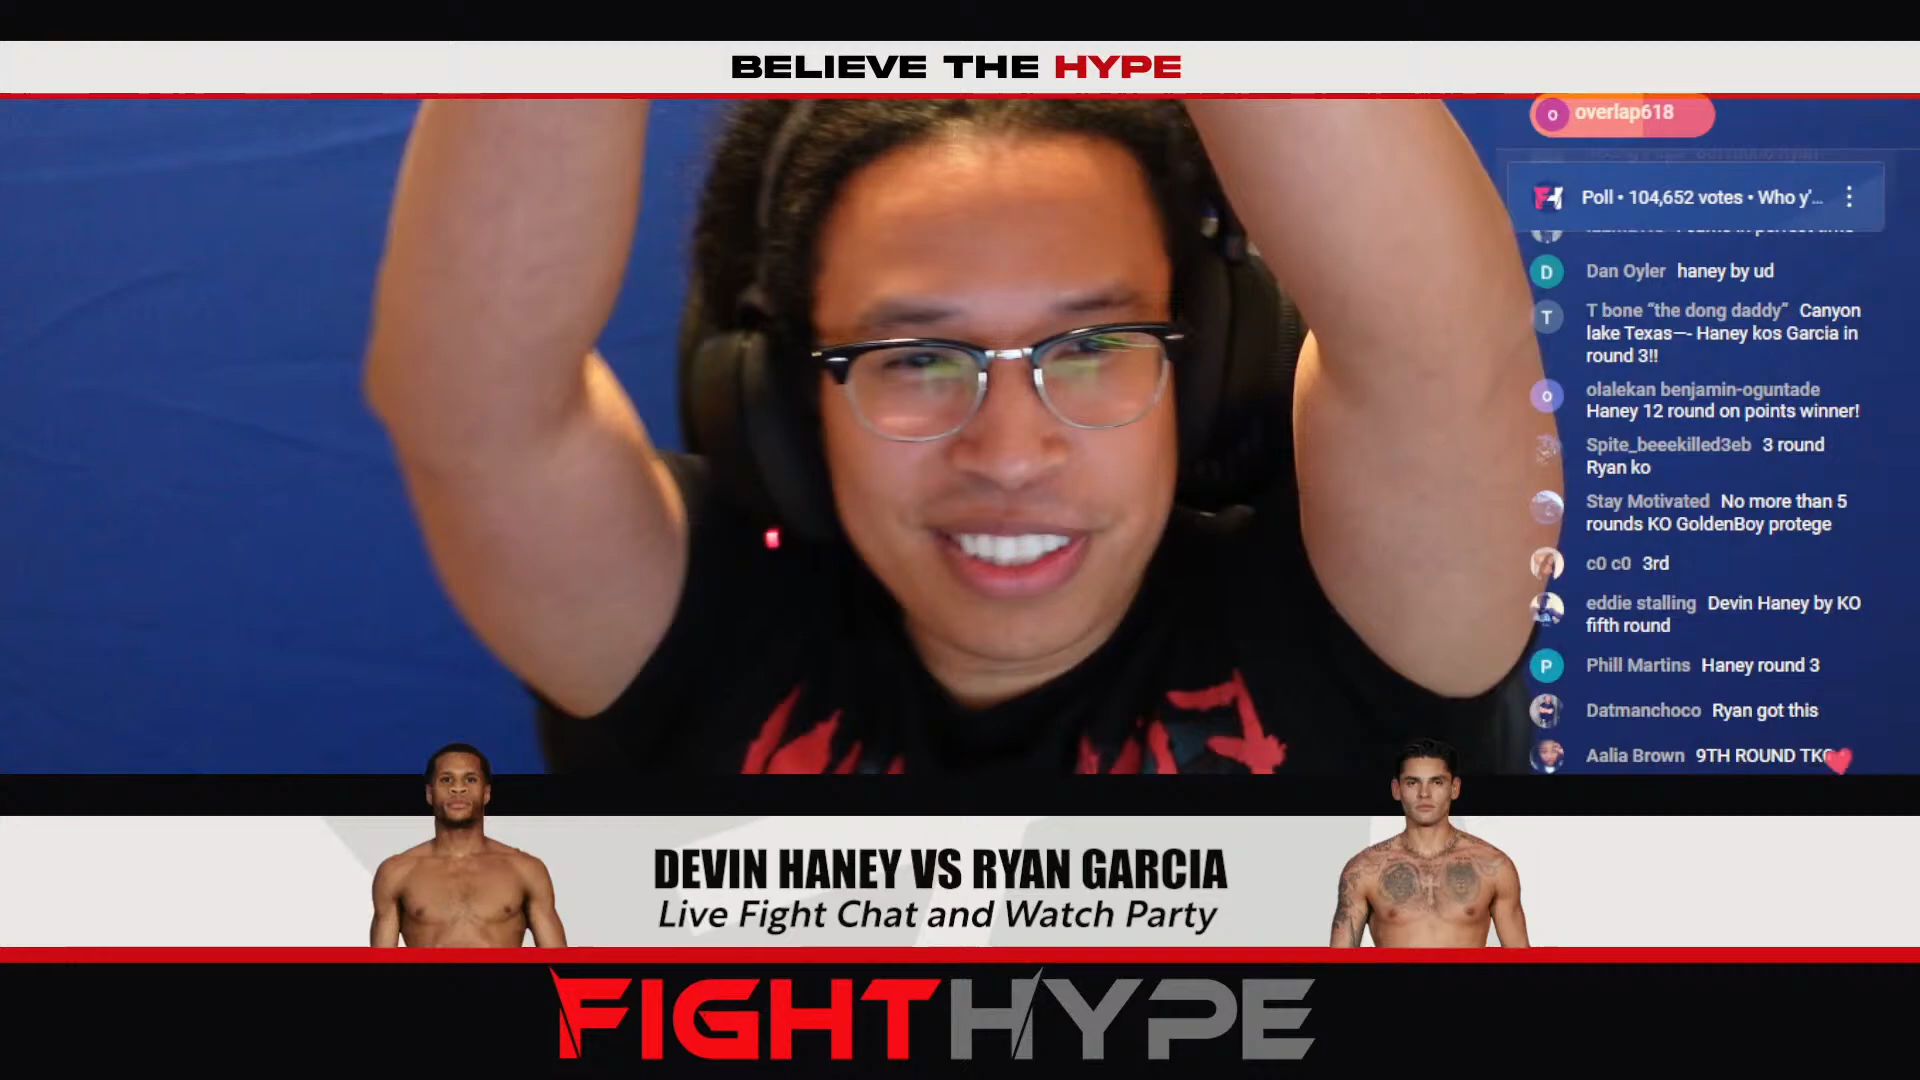 BELIEVE THE HYPE
overlap618
Poll • 104,652 votes • Who y'...
Dan Oyler haney by ud
T bone “the dong daddy” Canyon
lake Texas—- Haney kos Garcia in
round 3!!
olalekan benjamin-oguntade
Haney 12 round on points winner!
Spite_beeekilled3eb 3 round
Ryan ko
Stay Motivated No more than 5
rounds KO GoldenBoy protege
c0 c0 3rd
eddie stalling Devin Haney by KO
fifth round
Phill Martins Haney round 3
Datmanchoco Ryan got this
Aalia Brown 9TH ROUND TKO
DEVIN HANEY VS RYAN GARCIA
Live Fight Chat and Watch Party
FIGHTHYPE